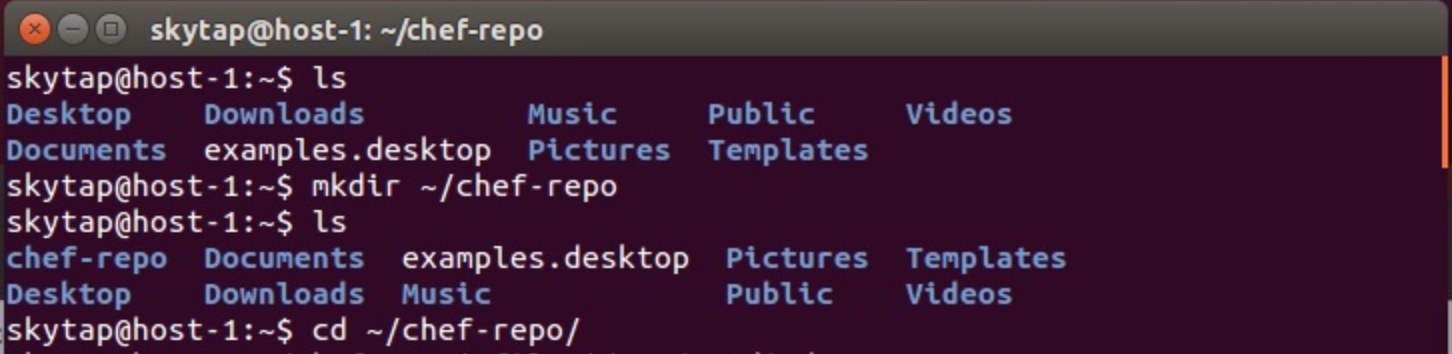 skytap@host-1: ~/chef-repo
skytap@host-1:~$ ls
Desktop Downloads Music Public Videos
Documents examples.desktop Pictures Templates
skytap@host-1:~$ mkdir ~/chef-repo
skytap@host-1:~$ ls
chef-repo Documents examples.desktop Pictures Templates
Desktop Downloads Music Public Videos
skytap@host-1:~$ cd ~/chef-repo/